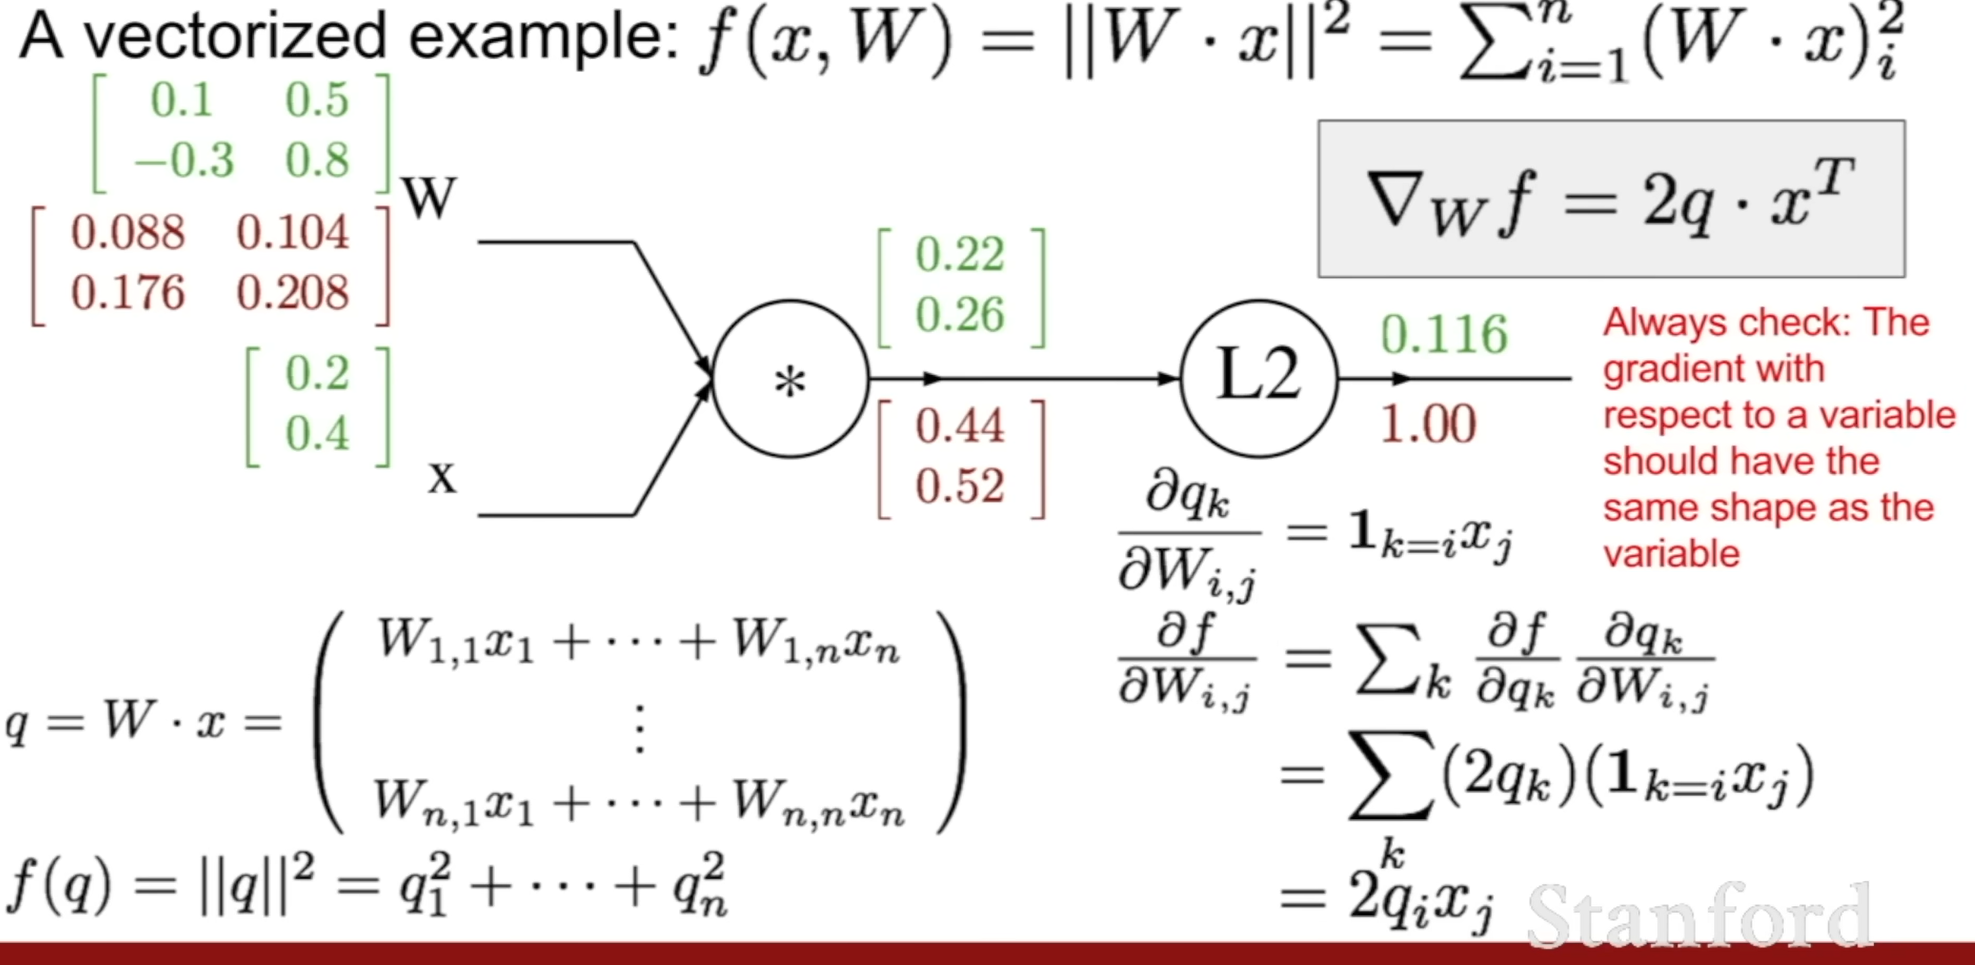 A vectorized example: f(x, W) = ||W · x||² = ∑ⁿᵢ₌₁(W · x)ᵢ²
[ 0.1 0.5
−0.3 0.8 ]
W
[ 0.088 0.104
0.176 0.208 ]
[ 0.2
0.4 ]
x
*
[ 0.22
0.26 ]
[ 0.44
0.52 ]
L2
0.116
1.00
∇_W f = 2q · x^T
Always check: The
gradient with
respect to a variable
should have the
same shape as the
variable
∂q_k/∂W_{i,j} = 1_{k=i}x_j
∂f/∂W_{i,j} = ∑_k ∂f/∂q_k ∂q_k/∂W_{i,j}
= ∑_k (2q_k)(1_{k=i}x_j)
= 2q_i x_j
q = W · x = ( W_{1,1}x_1 + · · · + W_{1,n}x_n
⋮
W_{n,1}x_1 + · · · + W_{n,n}x_n )
f(q) = ||q||² = q_1² + · · · + q_n²
Stanford